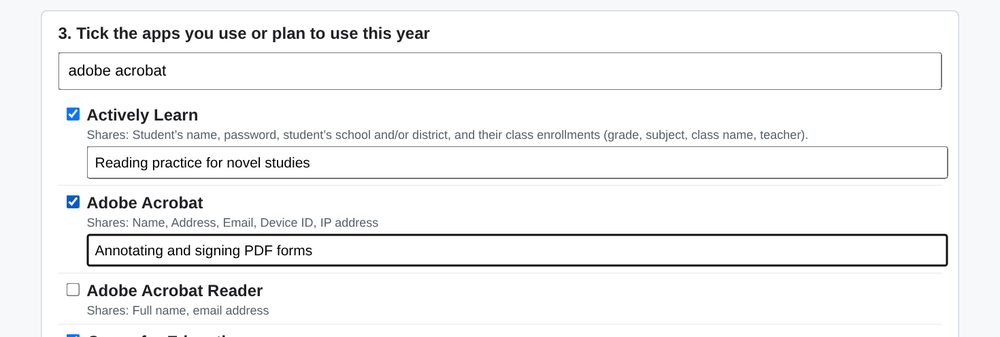 3. Tick the apps you use or plan to use this year
adobe acrobat
Actively Learn
Shares: Student's name, password, student's school and/or district, and their class enrollments (grade, subject, class name, teacher).
Reading practice for novel studies
Adobe Acrobat
Shares: Name, Address, Email, Device ID, IP address
Annotating and signing PDF forms
Adobe Acrobat Reader
Shares: Full name, email address